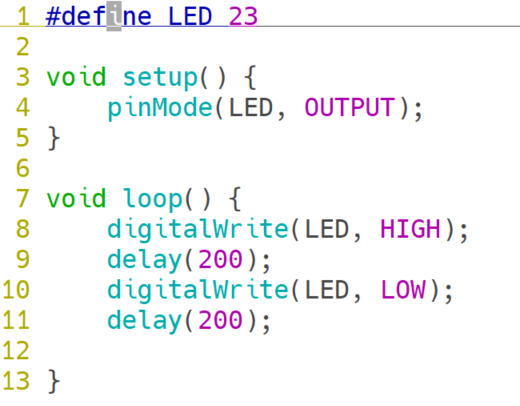 1 #define LED 23
2
3 void setup() {
4     pinMode(LED, OUTPUT);
5 }
6
7 void loop() {
8     digitalWrite(LED, HIGH);
9     delay(200);
10     digitalWrite(LED, LOW);
11     delay(200);
12
13 }